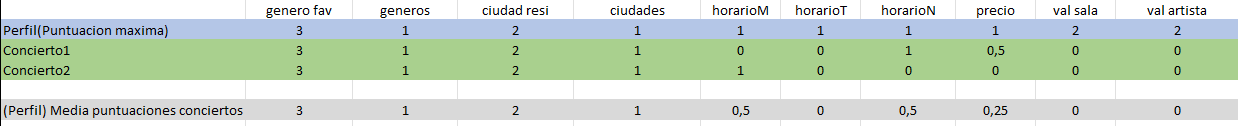 genero fav generos ciudad resi ciudades horarioM horarioT horarioN precio val sala val artista
Perfil(Puntuacion maxima) 3 1 2 1 1 1 1 1 2 2
Concierto1 3 1 2 1 0 0 1 0,5 0 0
Concierto2 3 1 2 1 1 0 0 0 0 0
(Perfil) Media puntuaciones conciertos 3 1 2 1 0,5 0 0,5 0,25 0 0